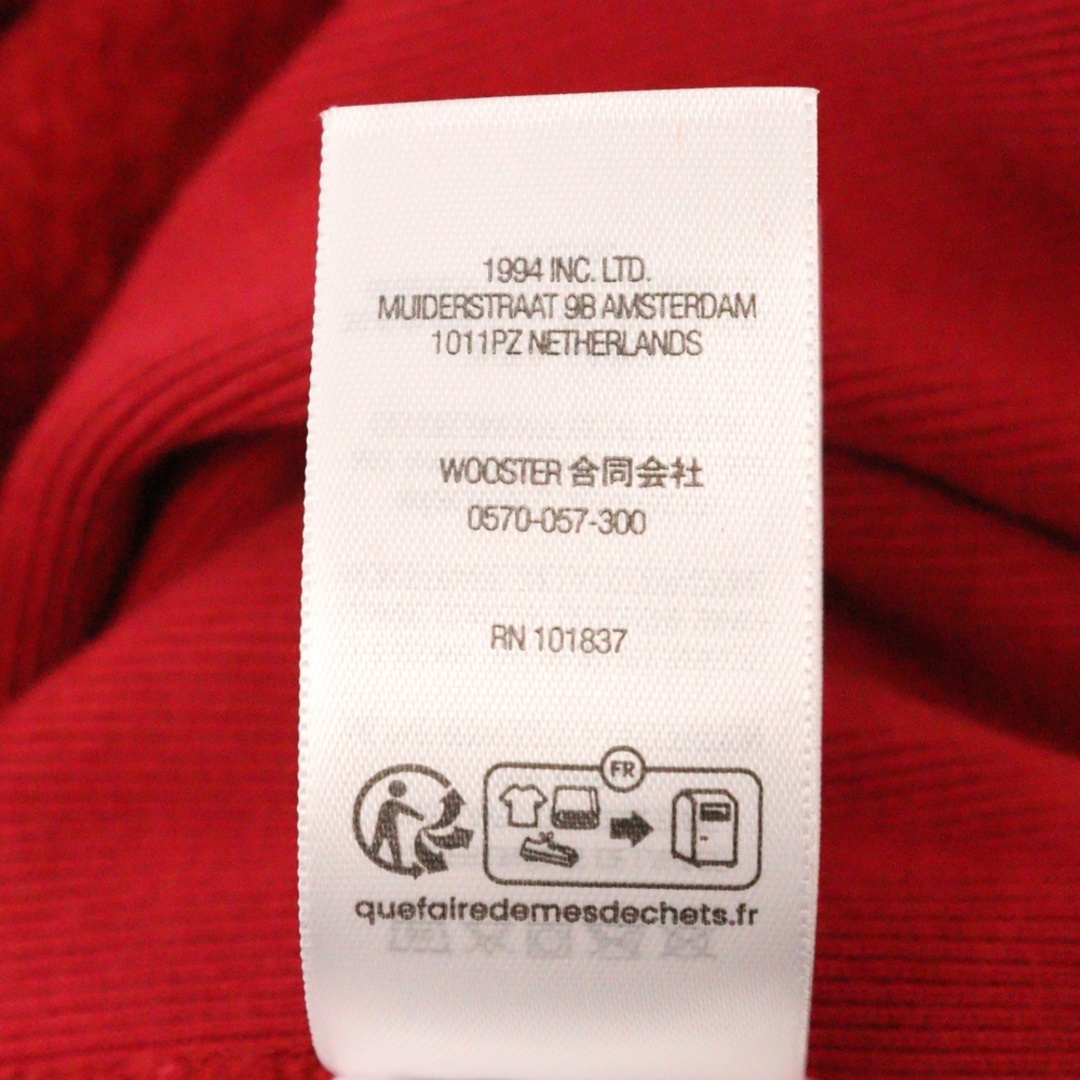 1994 INC. LTD.
MUIDERSTRAAT 9B AMSTERDAM
1011PZ NETHERLANDS
WOOSTER 合同会社
0570-057-300
RN 101837
FR
quefairedemesdechets.fr